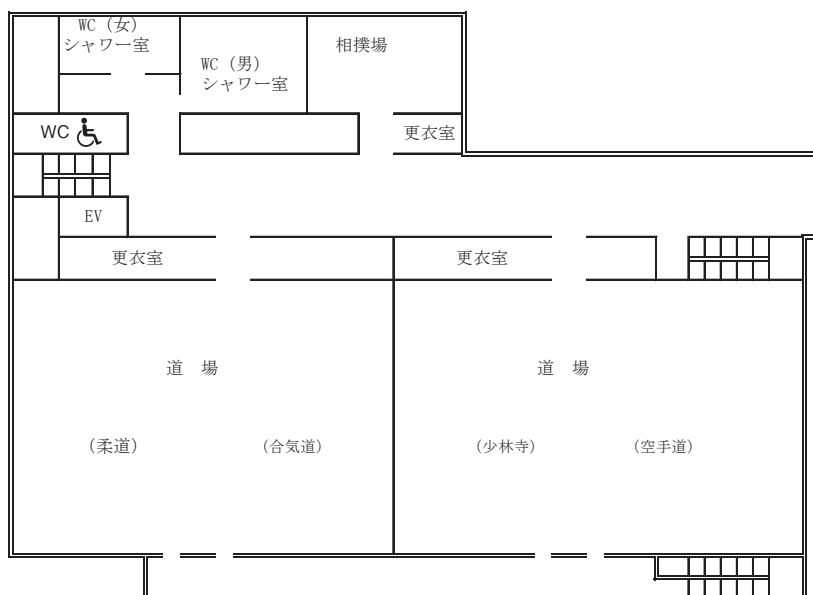 WC（女）
シャワー室
WC（男）
シャワー室
相撲場
WC
更衣室
EV
更衣室
更衣室
道　場
道　場
（柔道）
（合気道）
（少林寺）
（空手道）